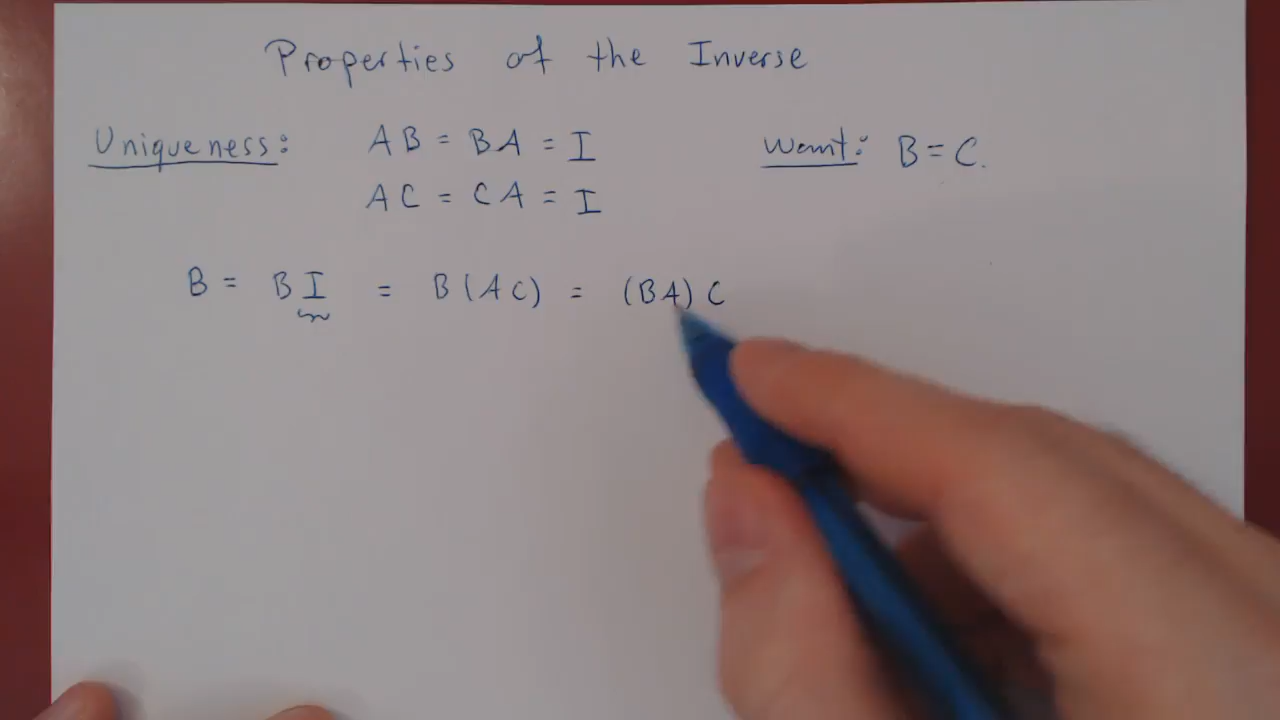 Properties of the Inverse
Uniqueness: AB = BA = I Want: B = C.
AC = CA = I
B = BI = B(AC) = (BA)C